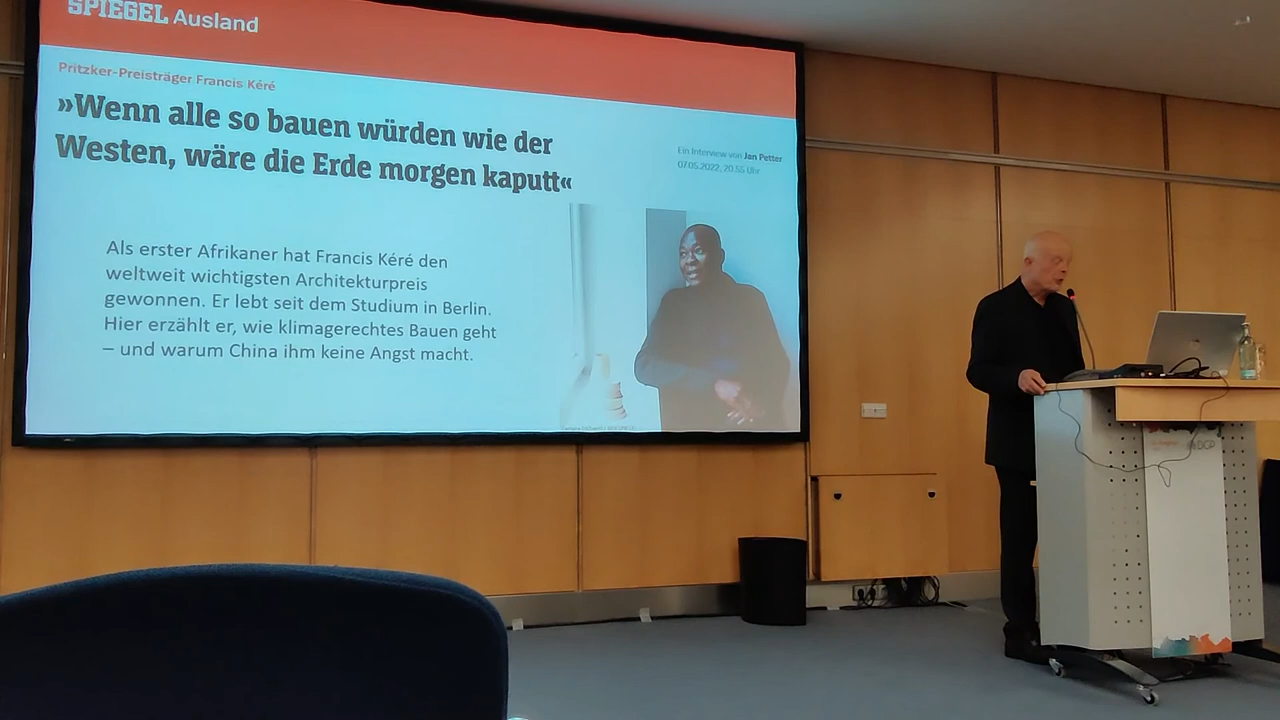 SPIEGEL Ausland
Pritzker-Preisträger Francis Kéré
»Wenn alle so bauen würden wie der
Westen, wäre die Erde morgen kaputt«
Ein Interview von Jan Petter
07.05.2022, 20.55 Uhr
Als erster Afrikaner hat Francis Kéré den
weltweit wichtigsten Architekturpreis
gewonnen. Er lebt seit dem Studium in Berlin.
Hier erzählt er, wie klimagerechtes Bauen geht
– und warum China ihm keine Angst macht.
DGP